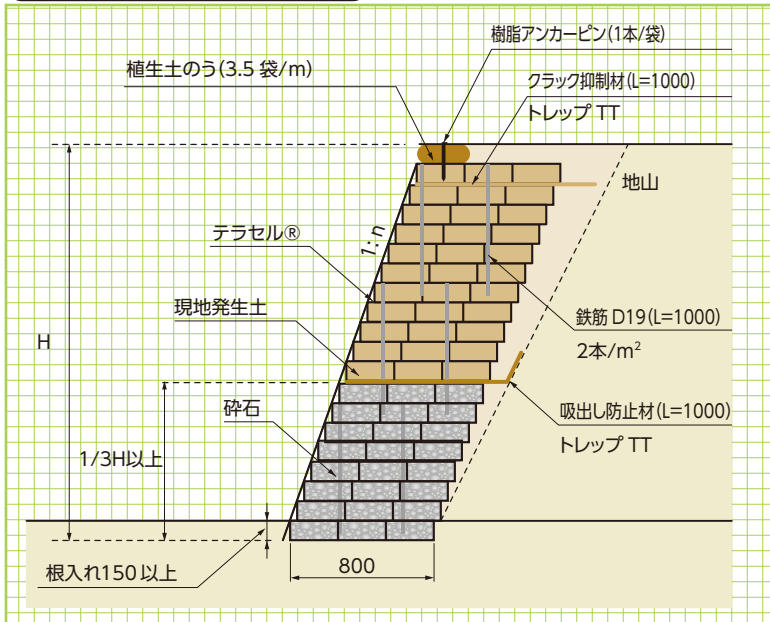 樹脂アンカーピン(1本/袋)
植生土のう(3.5 袋/m)
クラック抑制材(L=1000)
トレップ TT
地山
1: n
テラセル®
現地発生土
鉄筋 D19(L=1000)
2本/m²
H
砕石
吸出し防止材(L=1000)
トレップ TT
1/3H以上
根入れ150 以上
800